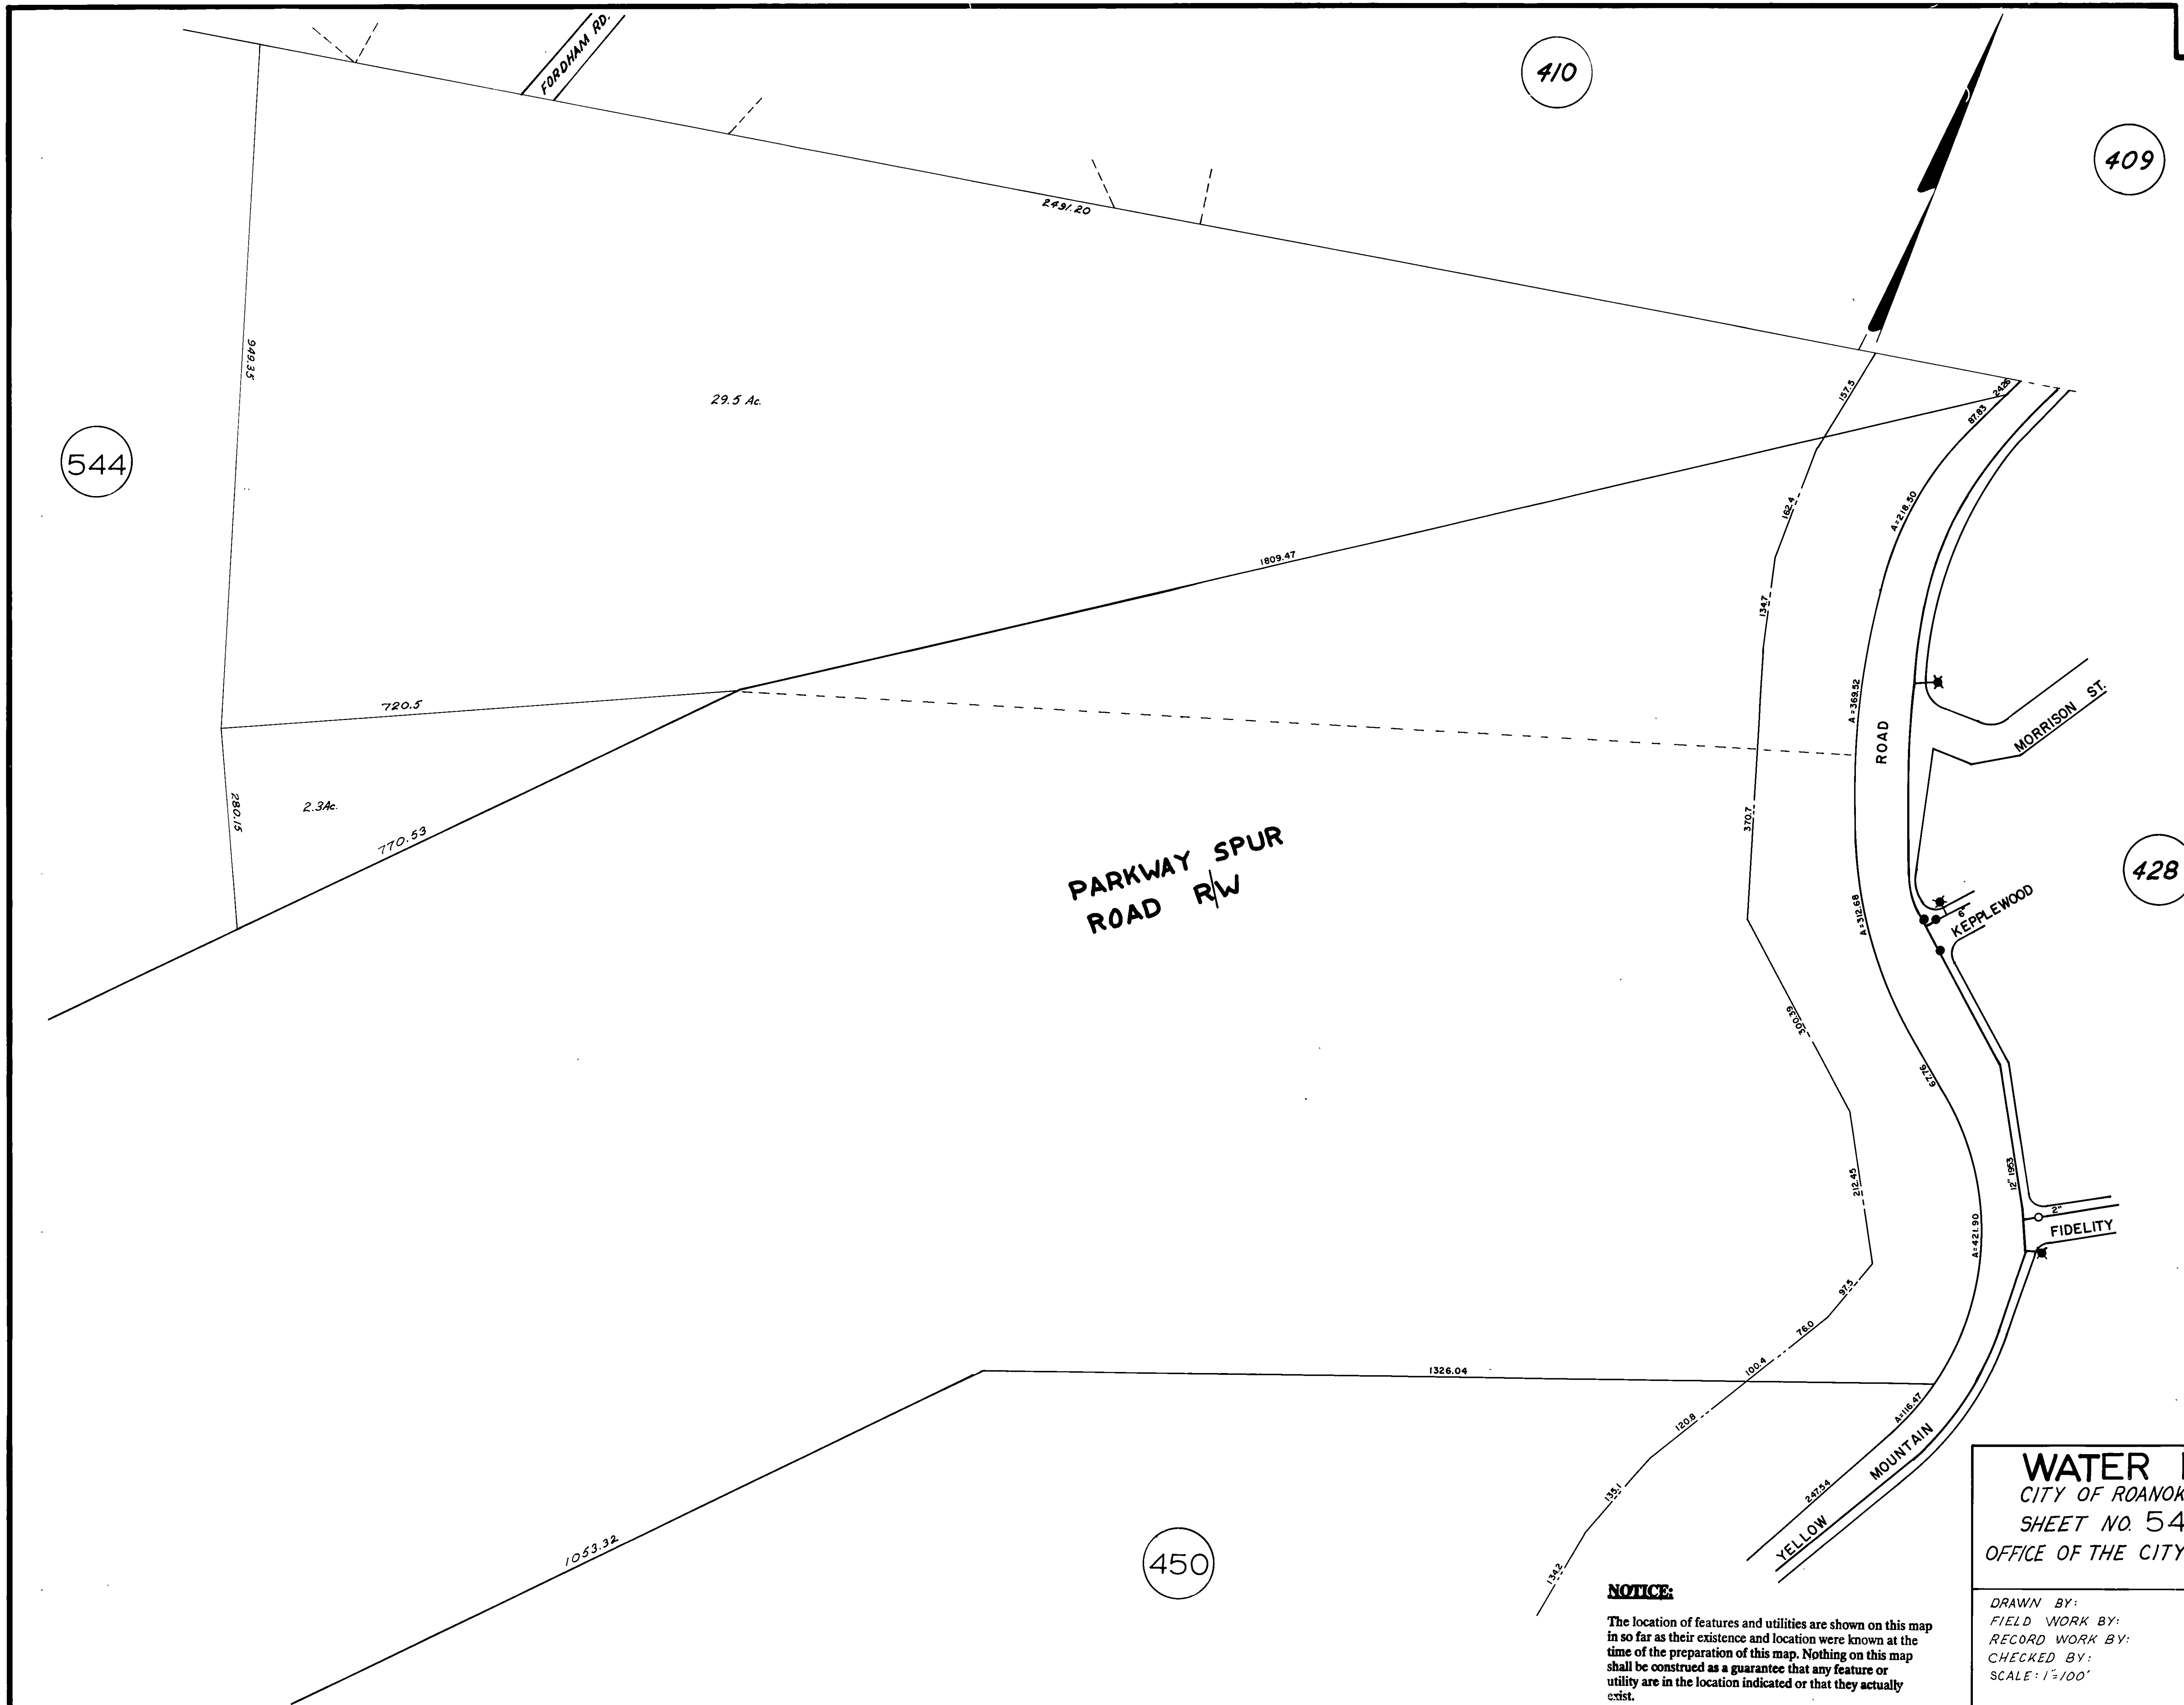 FORDHAM RD.
410
409
2491.20
949.35
29.5 Ac.
544
157.5
2426
87.83
162.4
A=218.50
1809.47
134.7
720.5
A=369.52
ROAD
MORRISON ST.
280.15
2.3Ac.
770.53
370.7
PARKWAY SPUR
ROAD R/W
428
A=312.68
6"
KEPPLEWOOD
300.39
67.76
212.45
12" 1953
2"
FIDELITY
A=421.90
97.5
76.0
100.4
1326.04
A=116.47
120.8
YELLOW MOUNTAIN
247.54
135.1
1053.32
450
134.2
NOTICE:
The location of features and utilities are shown on this map
in so far as their existence and location were known at the
time of the preparation of this map. Nothing on this map
shall be construed as a guarantee that any feature or
utility are in the location indicated or that they actually
exist.
WATER
CITY OF ROANOK
SHEET NO. 54
OFFICE OF THE CITY
DRAWN BY:
FIELD WORK BY:
RECORD WORK BY:
CHECKED BY:
SCALE: 1"=100'